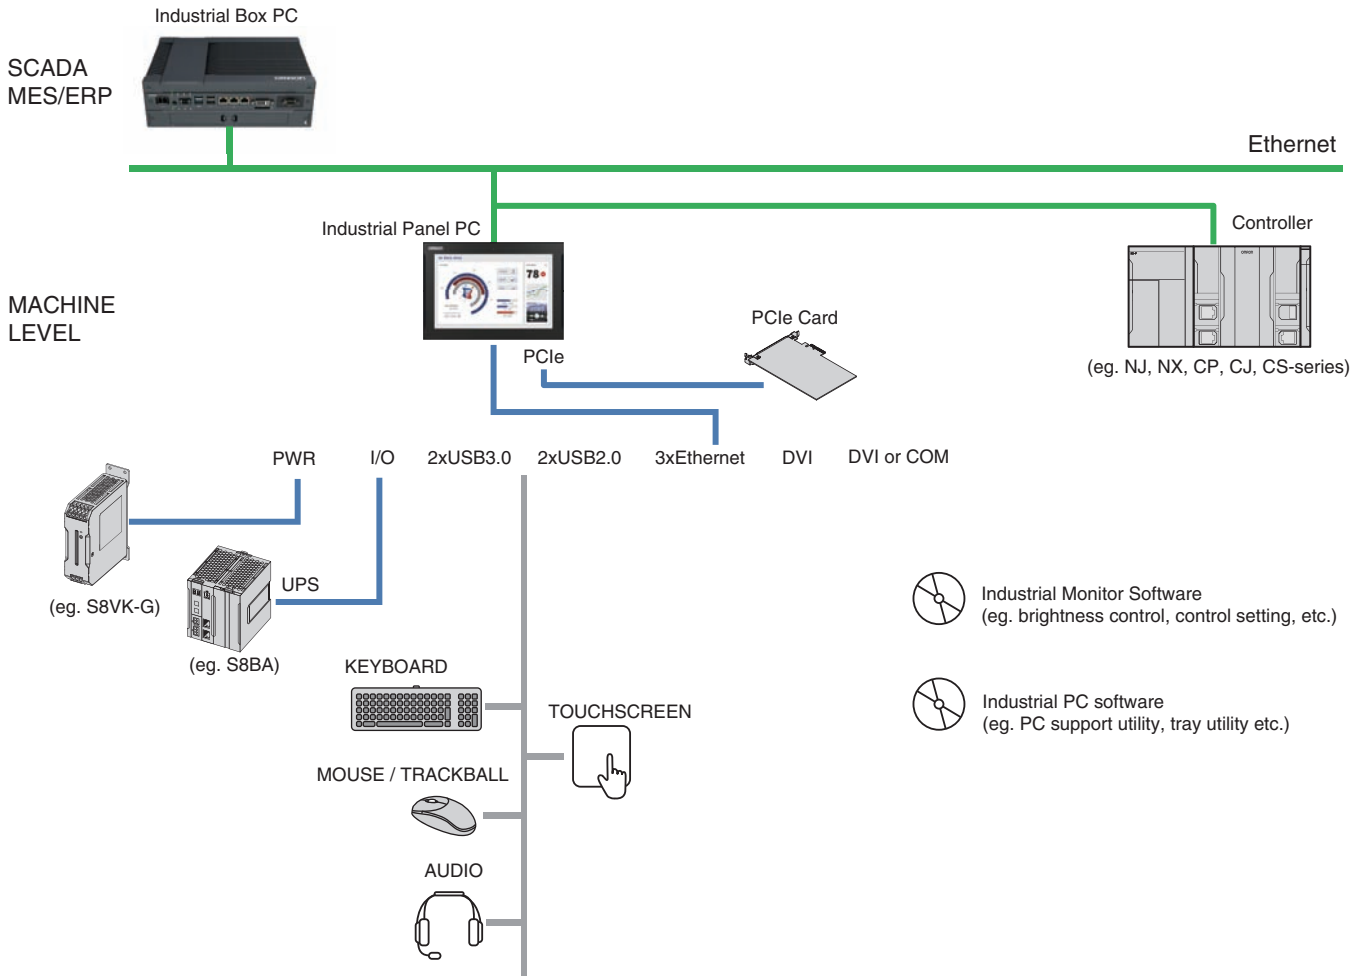 Industrial Box PC
SCADA
MES/ERP
Ethernet
Industrial Panel PC
Controller
MACHINE
LEVEL
78
PCIe Card
PCIe
(eg. NJ, NX, CP, CJ, CS-series)
PWR
I/O
2xUSB3.0
2xUSB2.0
3xEthernet
DVI
DVI or COM
UPS
(eg. S8VK-G)
(eg. S8BA)
Industrial Monitor Software
(eg. brightness control, control setting, etc.)
KEYBOARD
TOUCHSCREEN
Industrial PC software
(eg. PC support utility, tray utility etc.)
MOUSE / TRACKBALL
AUDIO